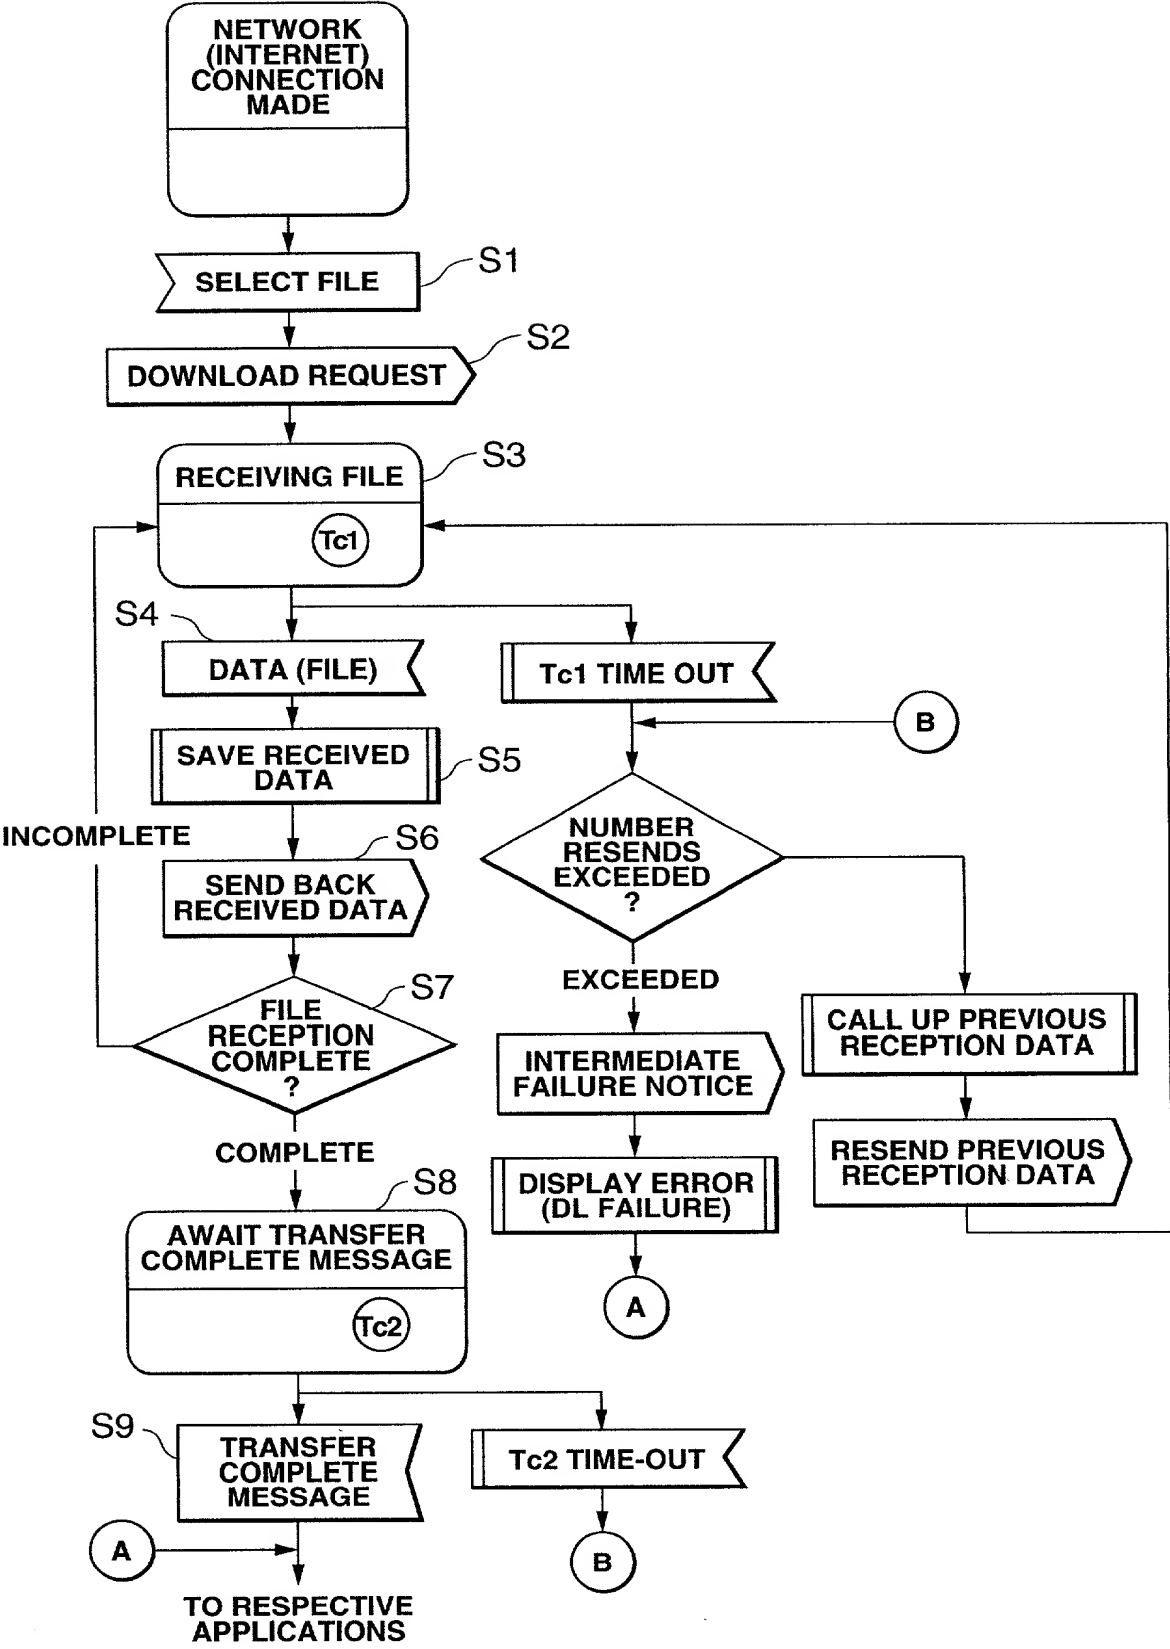 NETWORK
(INTERNET)
CONNECTION
MADE
SELECT FILE
S1
DOWNLOAD REQUEST
S2
RECEIVING FILE
S3
Tc1
S4
DATA (FILE)
Tc1 TIME OUT
B
SAVE RECEIVED
DATA
S5
INCOMPLETE
S6
SEND BACK
RECEIVED DATA
NUMBER
RESENDS
EXCEEDED
?
EXCEEDED
S7
FILE
RECEPTION
COMPLETE
?
CALL UP PREVIOUS
RECEPTION DATA
INTERMEDIATE
FAILURE NOTICE
COMPLETE
RESEND PREVIOUS
RECEPTION DATA
DISPLAY ERROR
(DL FAILURE)
S8
AWAIT TRANSFER
COMPLETE MESSAGE
Tc2
A
S9
TRANSFER
COMPLETE
MESSAGE
Tc2 TIME-OUT
A
B
TO RESPECTIVE
APPLICATIONS